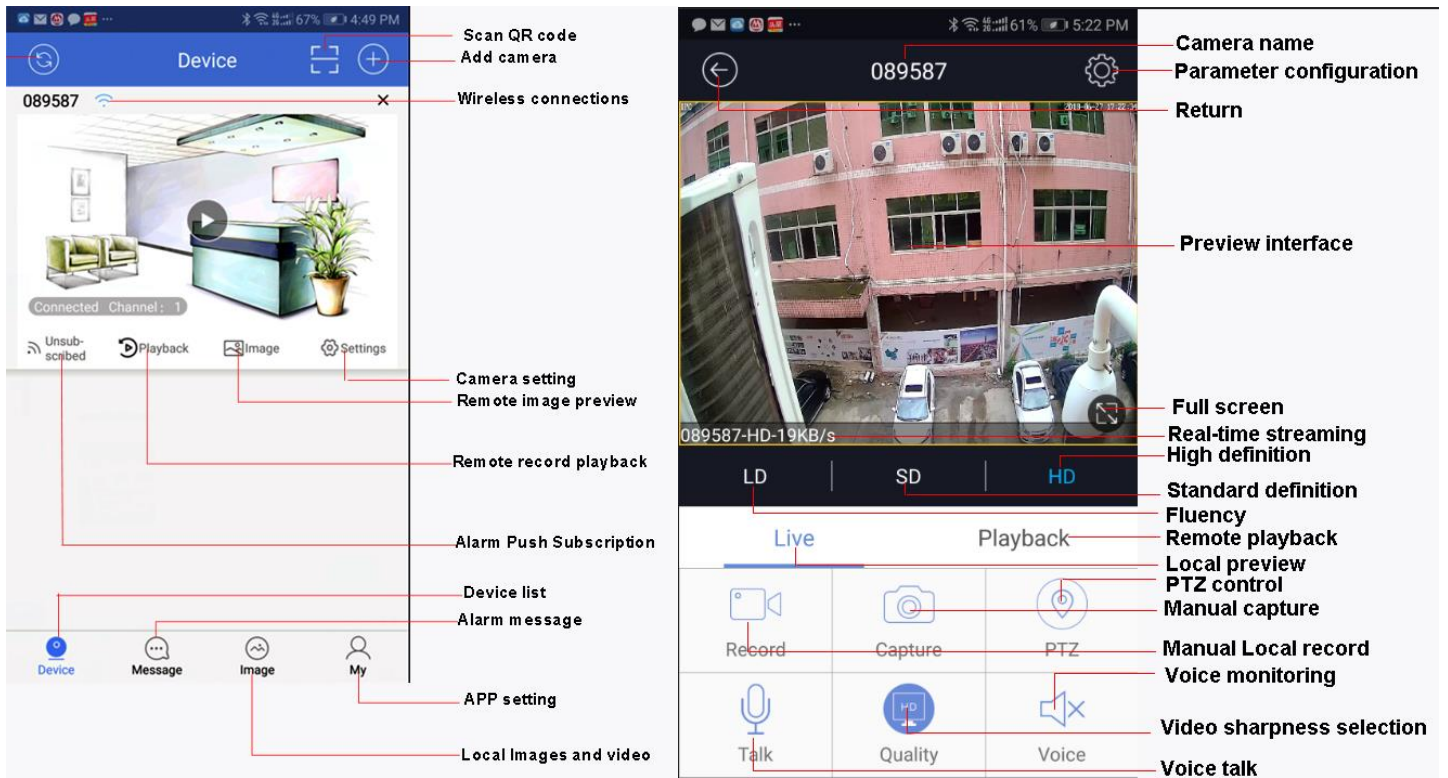 67% 4:49 PM
Device
Scan QR code
Add camera
089587
Wireless connections
Connected Channel: 1
Unsub-
scribed
Playback
Image
Settings
Camera setting
Remote image preview
Remote record playback
Alarm Push Subscription
Device list
Alarm message
Device
Message
Image
My
APP setting
Local Images and video
61% 5:22 PM
089587
Camera name
Parameter configuration
Return
Preview interface
Full screen
089587-HD-19KB/s
Real-time streaming
High definition
LD
SD
HD
Standard definition
Fluency
Live
Playback
Remote playback
Local preview
PTZ control
Manual capture
Record
Capture
PTZ
Manual Local record
Voice monitoring
HD
Video sharpness selection
Talk
Quality
Voice
Voice talk